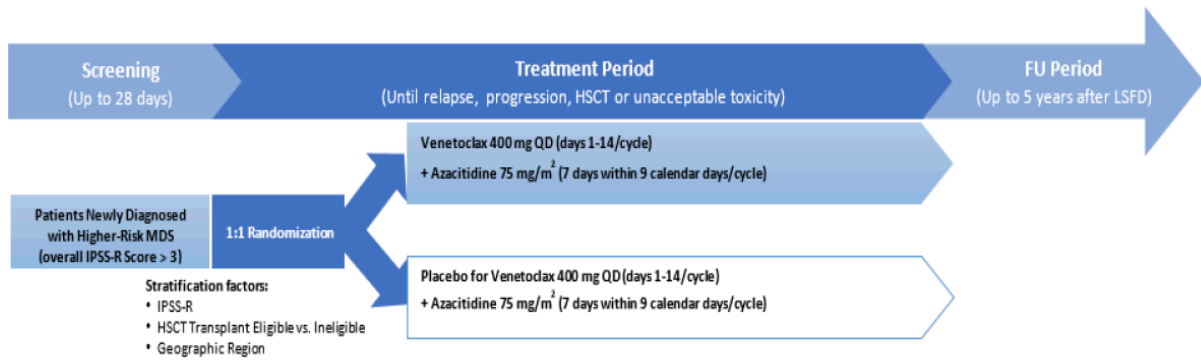 Screening
(Up to 28 days)
Treatment Period
(Until relapse, progression, HSCT or unacceptable toxicity)
FU Period
(Up to 5 years after LSFD)
Venetoclax 400 mg QD (days 1-14/cycle)
+ Azacitidine 75 mg/m² (7 days within 9 calendar days/cycle)
Patients Newly Diagnosed
with Higher-Risk MDS
(overall IPSS-R Score > 3)
1:1 Randomization
Placebo for Venetoclax 400 mg QD (days 1-14/cycle)
+ Azacitidine 75 mg/m² (7 days within 9 calendar days/cycle)
Stratification factors:
• IPSS-R
• HSCT Transplant Eligible vs. Ineligible
• Geographic Region